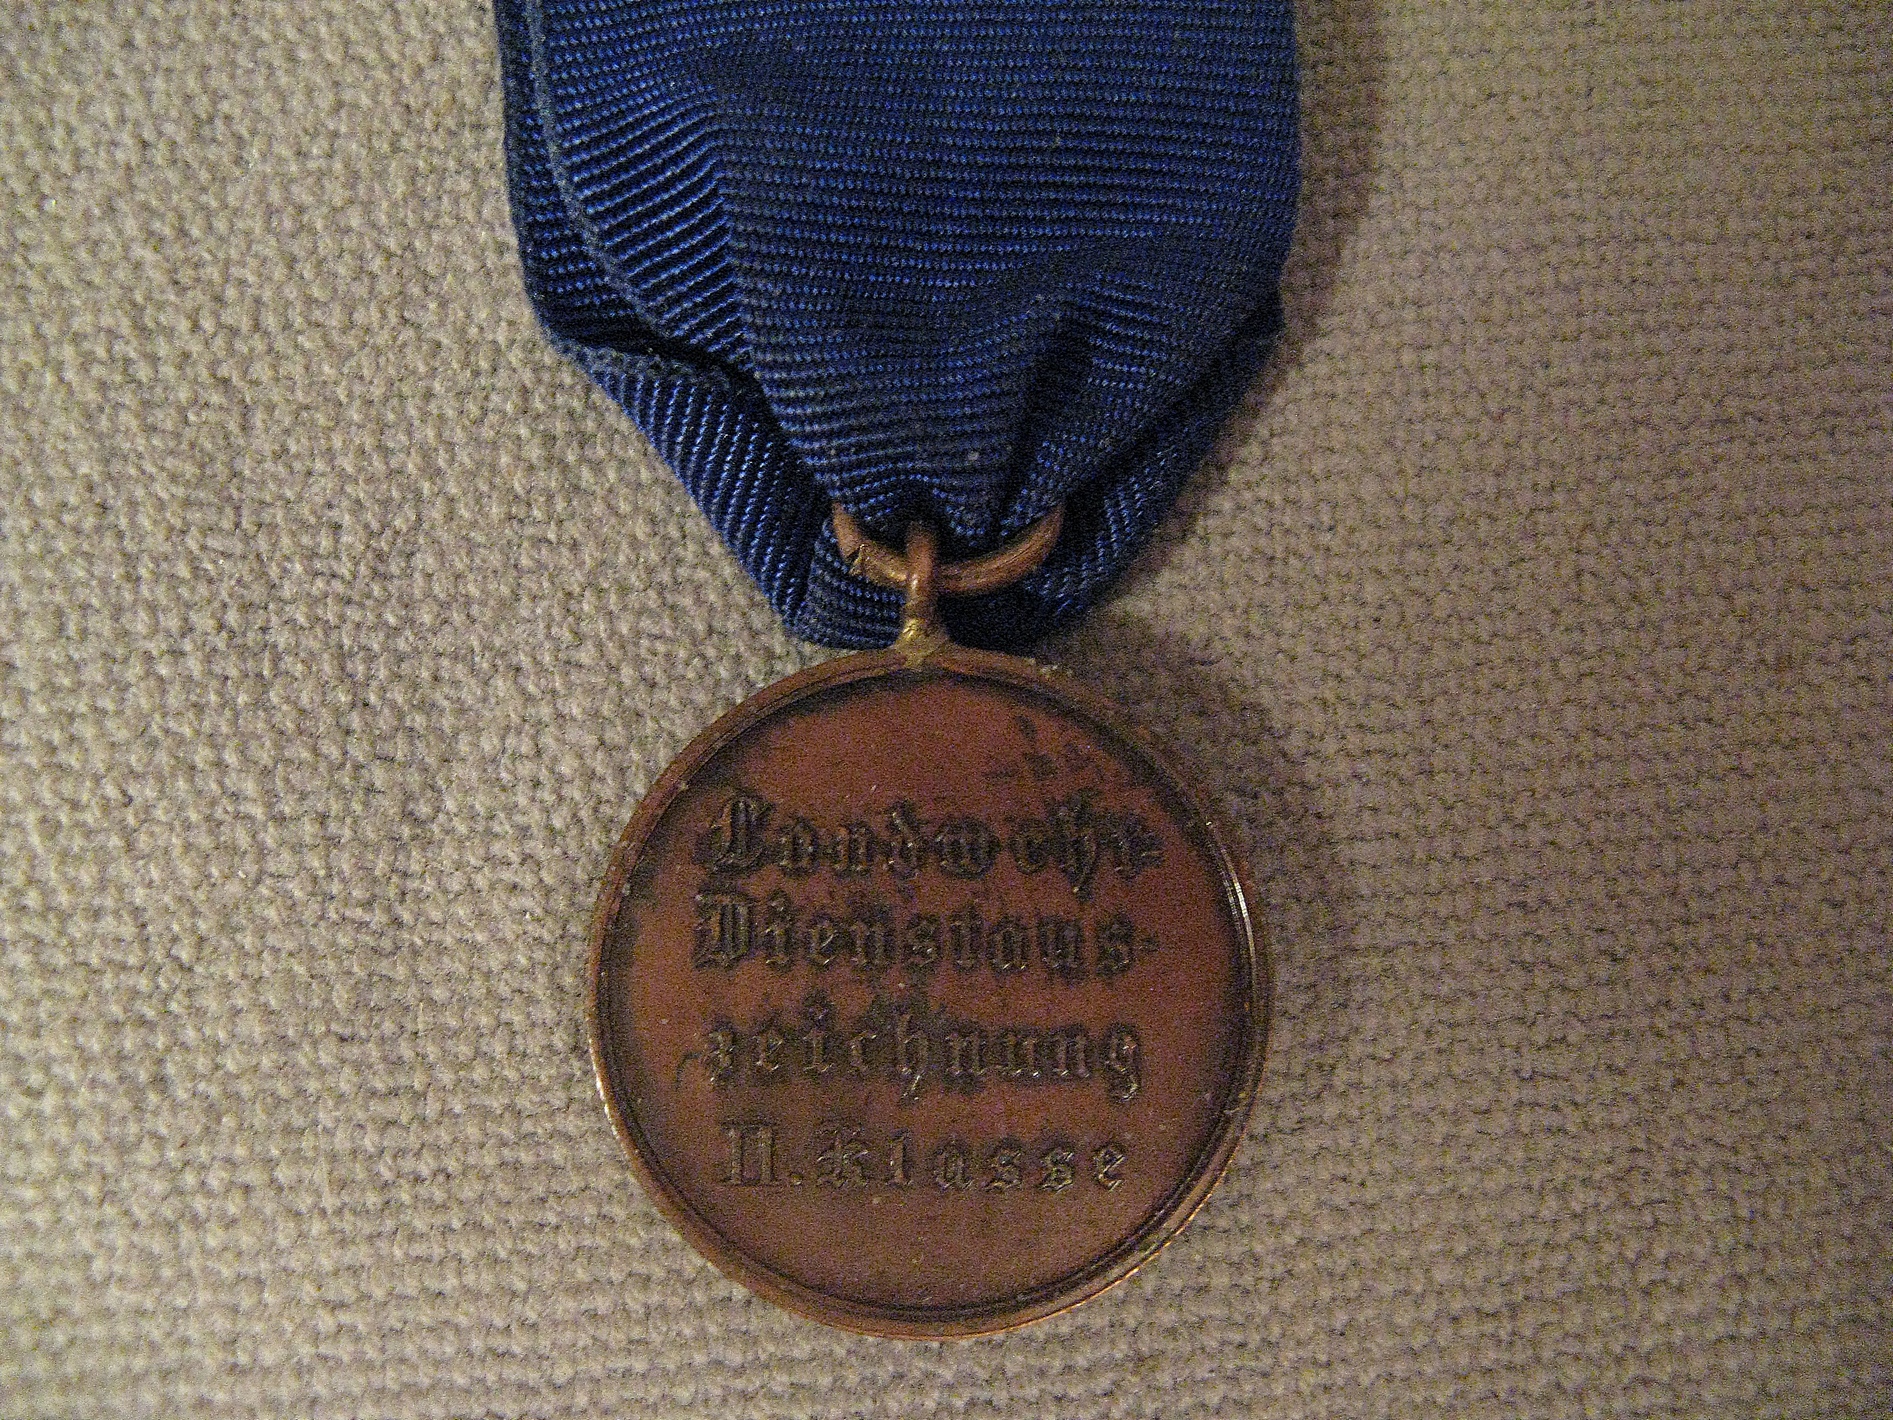 Landwehr-
Dienstaus-
zeichnung
II. Klasse